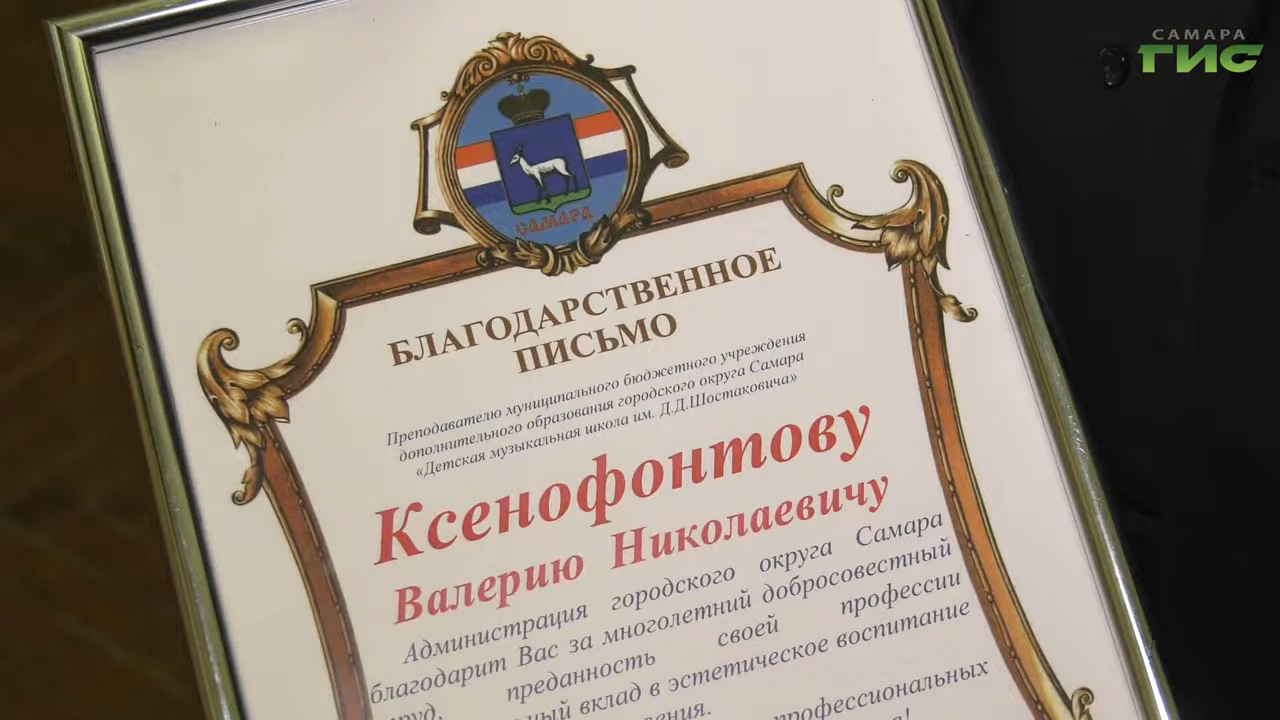 САМАРА
ГИС
САМАРА
БЛАГОДАРСТВЕННОЕ
ПИСЬМО
Преподавателю муниципального бюджетного учреждения
дополнительного образования городского округа Самара
«Детская музыкальная школа им. Д.Д.Шостаковича»
Ксенофонтову
Валерию Николаевичу
Администрация городского округа Самара
благодарит Вас за многолетний добросовестный
преданность своей профессии
вклад в эстетическое воспитание
профессиональных